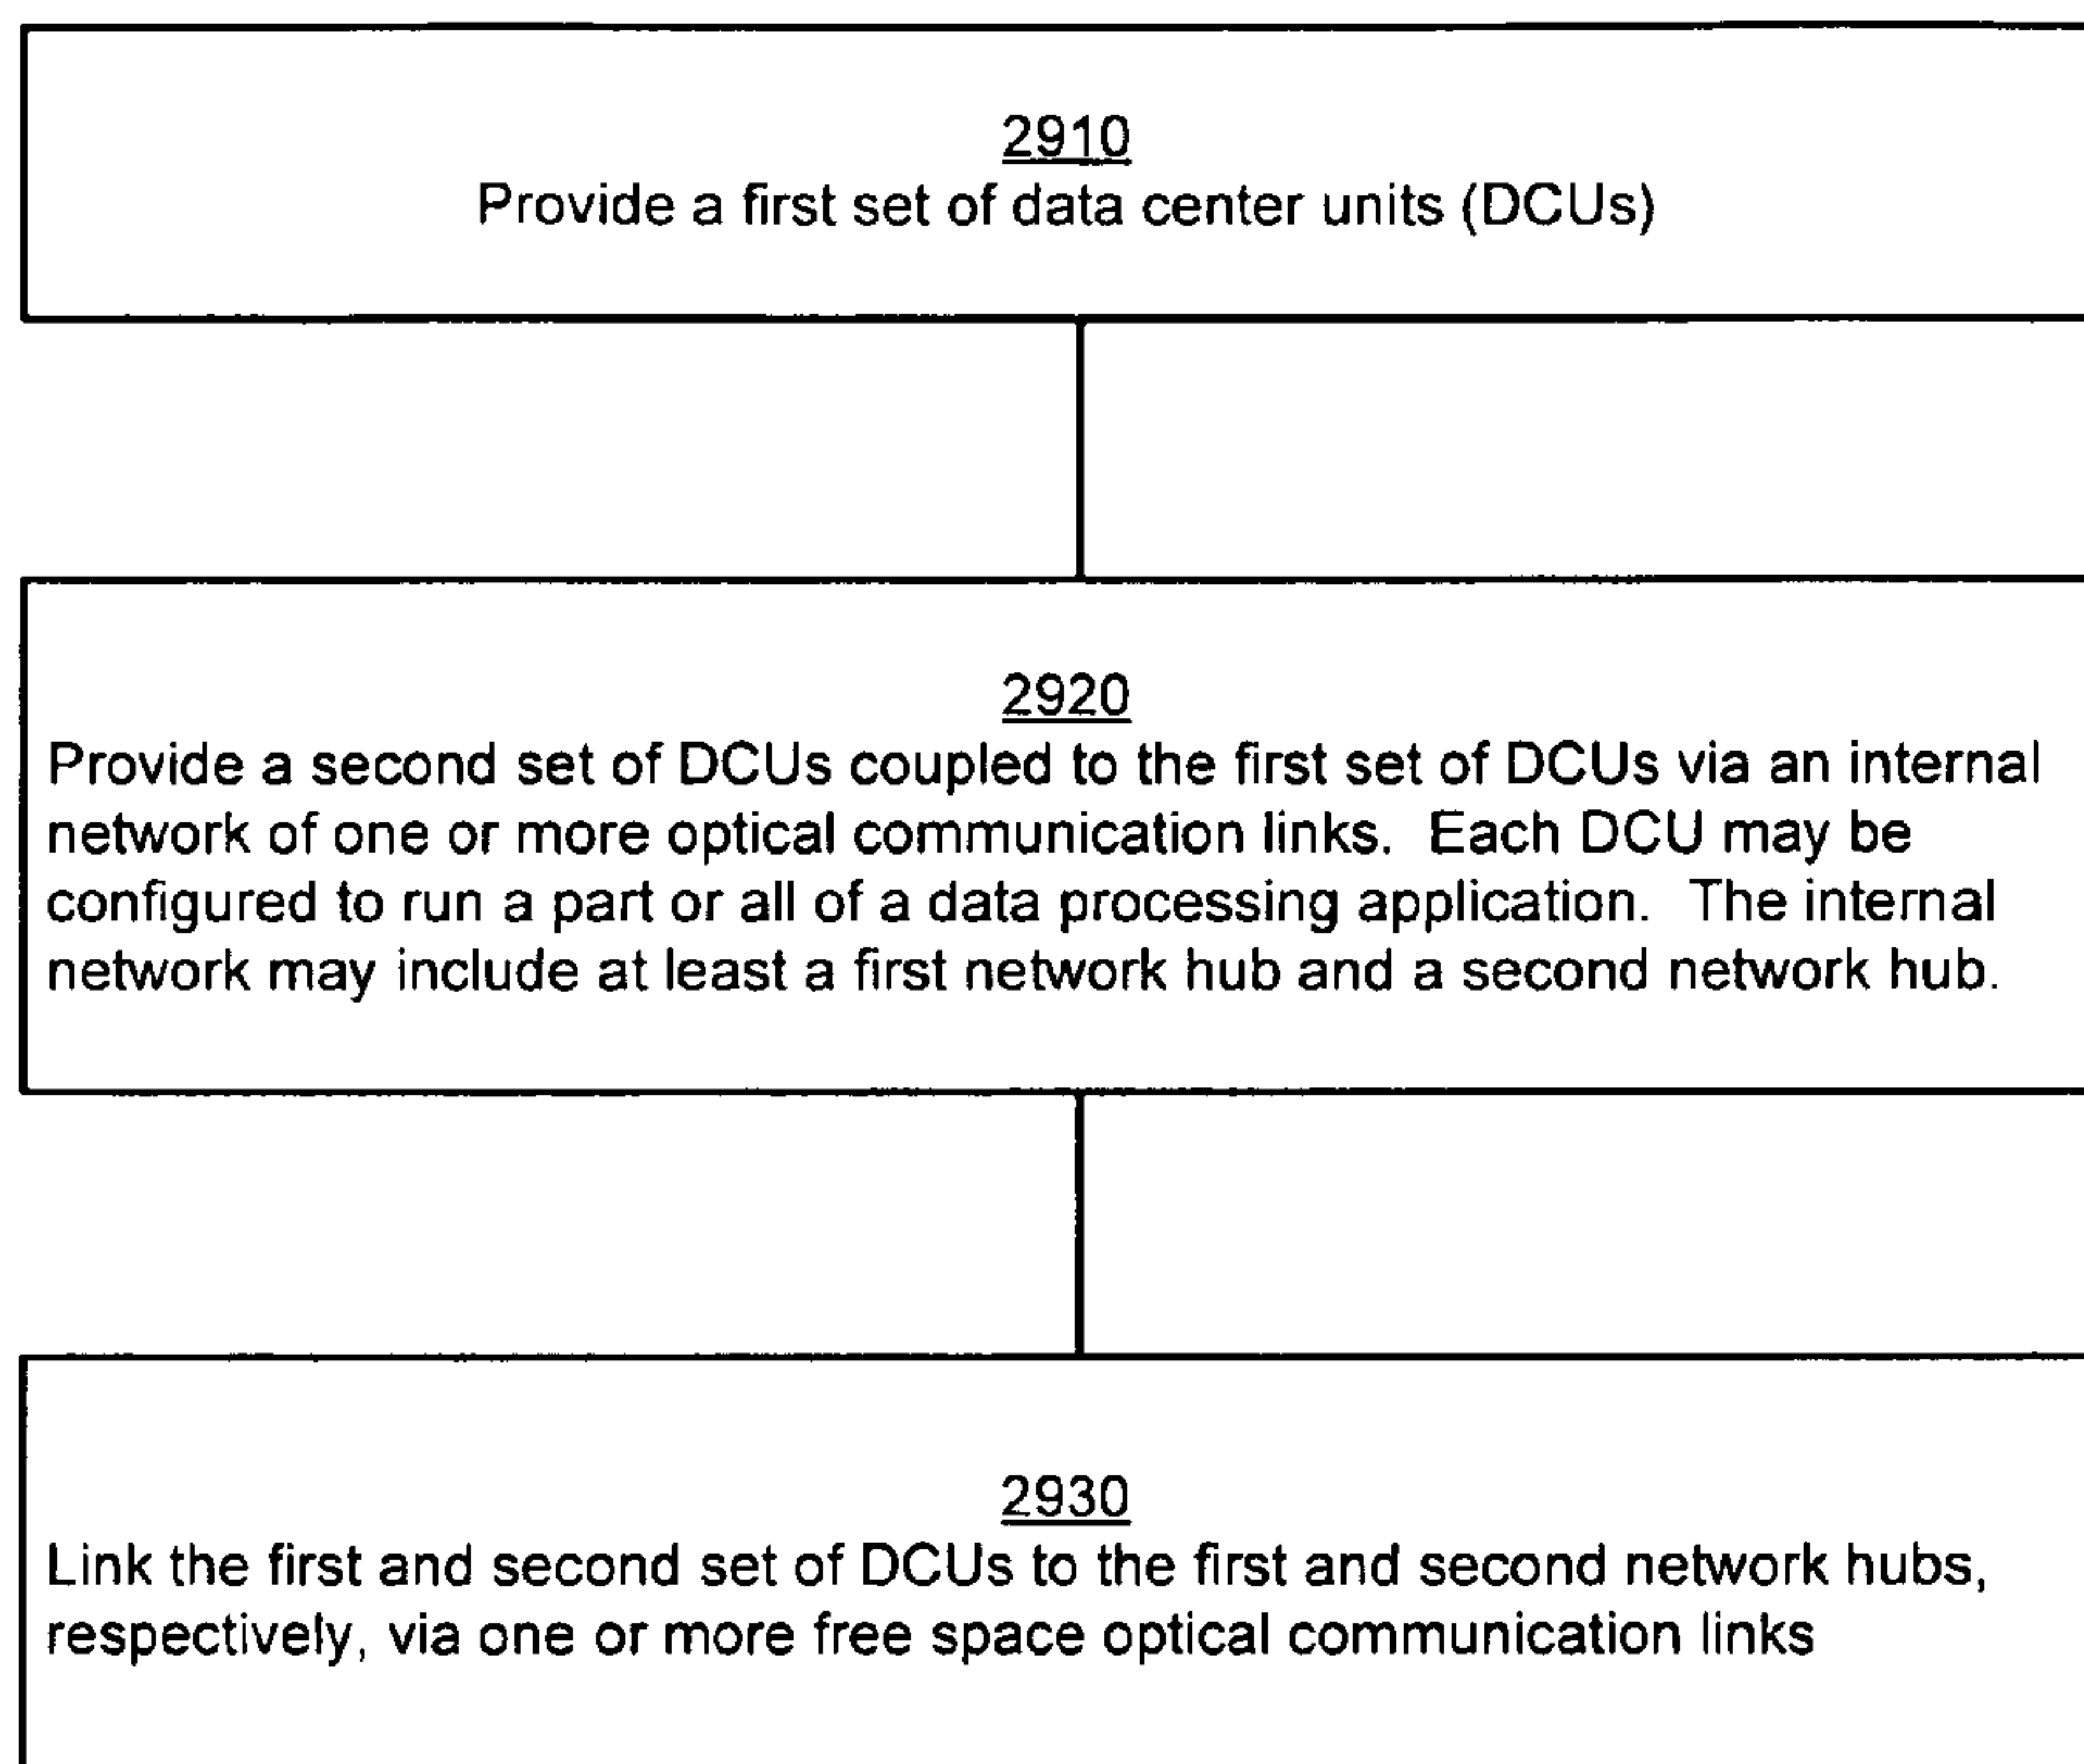 2910
Provide a first set of data center units (DCUs)
2920
Provide a second set of DCUs coupled to the first set of DCUs via an internal
network of one or more optical communication links.  Each DCU may be
configured to run a part or all of a data processing application.  The internal
network may include at least a first network hub and a second network hub.
2930
Link the first and second set of DCUs to the first and second network hubs,
respectively, via one or more free space optical communication links